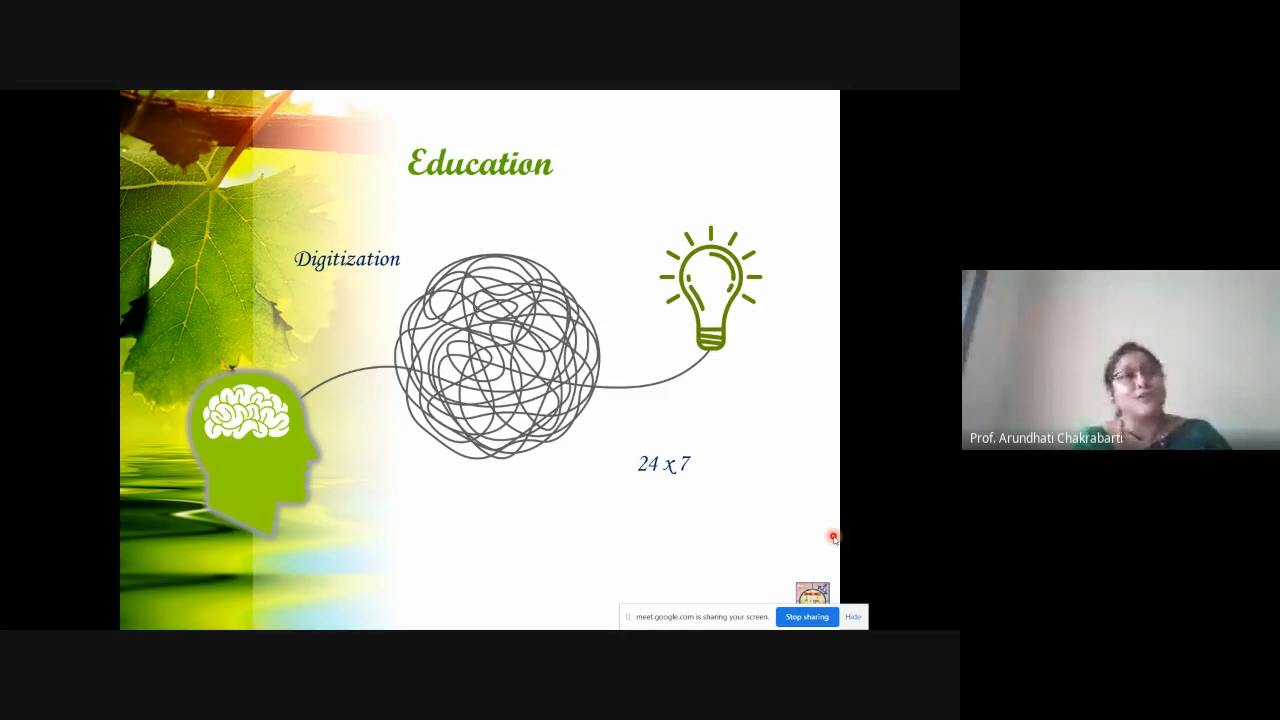 Education
Digitization
24 x 7
Prof. Arundhati Chakrabarti
meet.google.com is sharing your screen.
Stop sharing
Hide